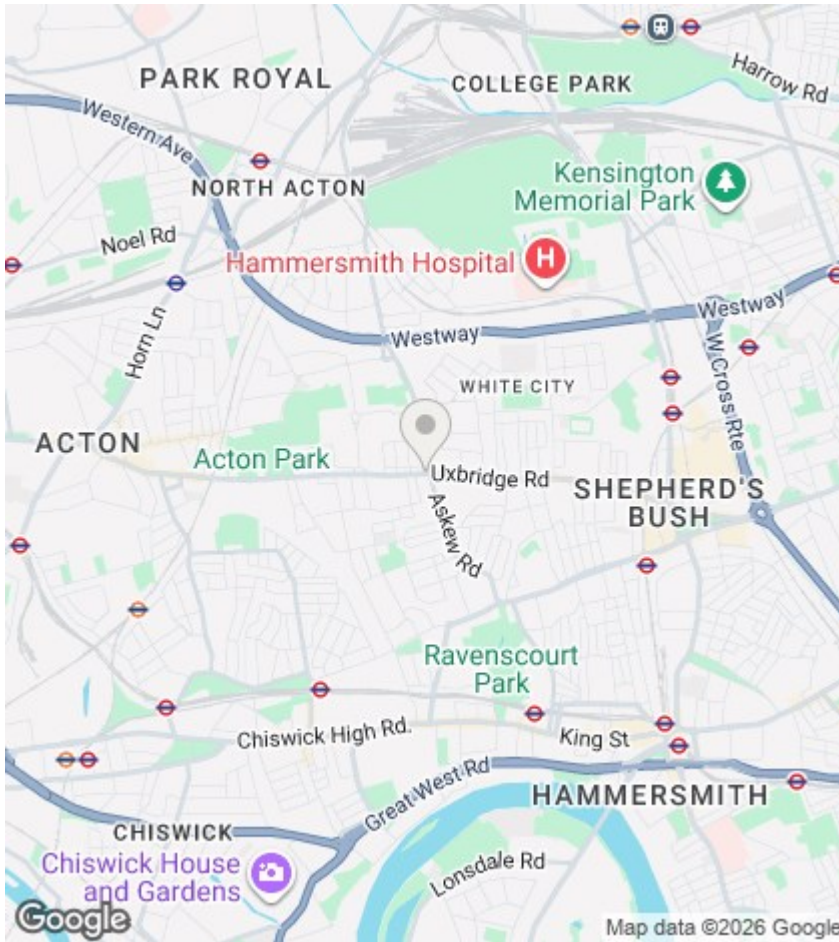 PARK ROYAL
COLLEGE PARK
Harrow Rd
Western Ave
NORTH ACTON
Kensington
Memorial Park
Noel Rd
Hammersmith Hospital
H
Horn Ln
Westway
Westway
W Cross Rte
WHITE CITY
ACTON
Acton Park
Uxbridge Rd
SHEPHERD'S
BUSH
Askew Rd
Ravenscourt
Park
Chiswick High Rd.
King St
Great West Rd
HAMMERSMITH
CHISWICK
Chiswick House
and Gardens
Lonsdale Rd
Google
Map data ©2026 Google